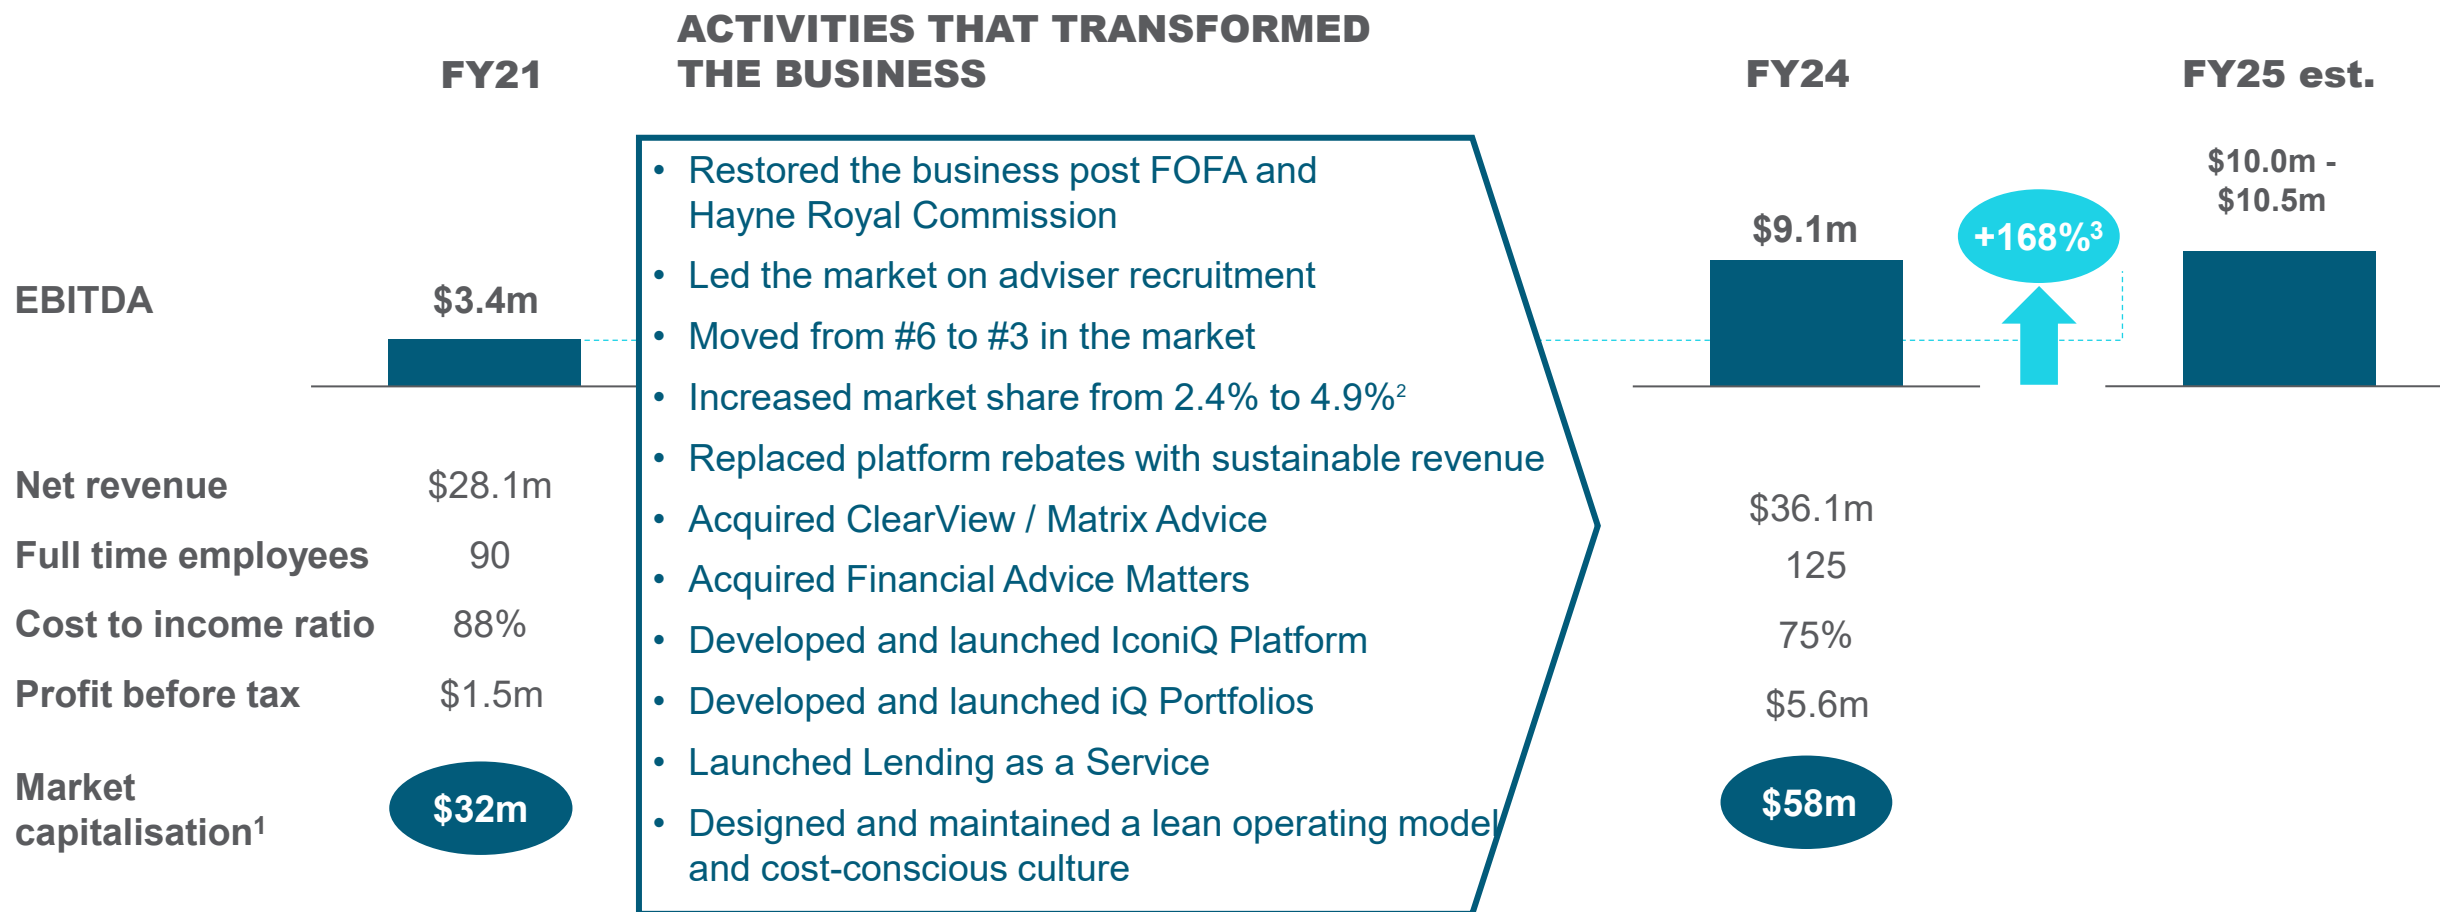 ACTIVITIES THAT TRANSFORMED
THE BUSINESS
FY21
FY24
FY25 est.
EBITDA
$3.4m
• Restored the business post FOFA and
Hayne Royal Commission
• Led the market on adviser recruitment
• Moved from #6 to #3 in the market
• Increased market share from 2.4% to 4.9%²
• Replaced platform rebates with sustainable revenue
• Acquired ClearView / Matrix Advice
• Acquired Financial Advice Matters
• Developed and launched IconiQ Platform
• Developed and launched iQ Portfolios
• Launched Lending as a Service
• Designed and maintained a lean operating model
and cost-conscious culture
$9.1m
+168%³
$10.0m -
$10.5m
Net revenue $28.1m $36.1m
Full time employees 90 125
Cost to income ratio 88% 75%
Profit before tax $1.5m $5.6m
Market
capitalisation¹
$32m
$58m